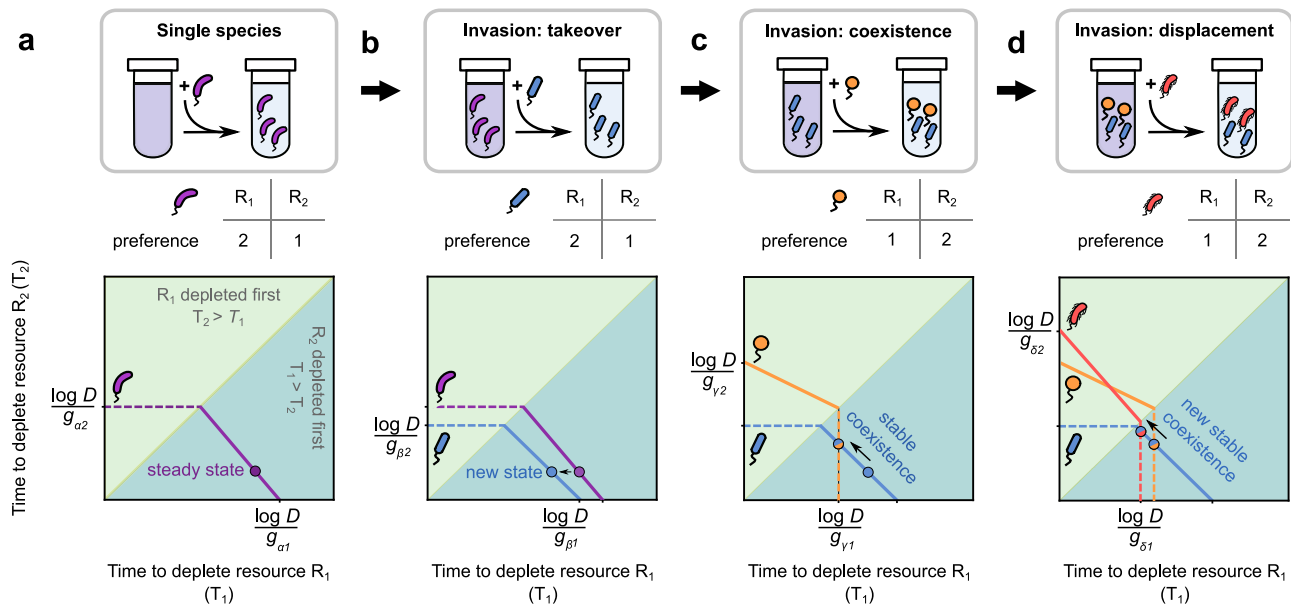 a
Single species
+
R1 R2
preference 2 1
Time to deplete resource R2 (T2)
R1 depleted first
T2 > T1
R2 depleted first
T1 > T2
log D
gα2
steady state
log D
gα1
Time to deplete resource R1
(T1)
b
Invasion: takeover
+
R1 R2
preference 2 1
log D
gβ2
new state
log D
gβ1
Time to deplete resource R1
(T1)
c
Invasion: coexistence
+
R1 R2
preference 1 2
log D
gγ2
stable
coexistence
log D
gγ1
Time to deplete resource R1
(T1)
d
Invasion: displacement
+
R1 R2
preference 1 2
log D
gδ2
new stable
coexistence
log D
gδ1
Time to deplete resource R1
(T1)